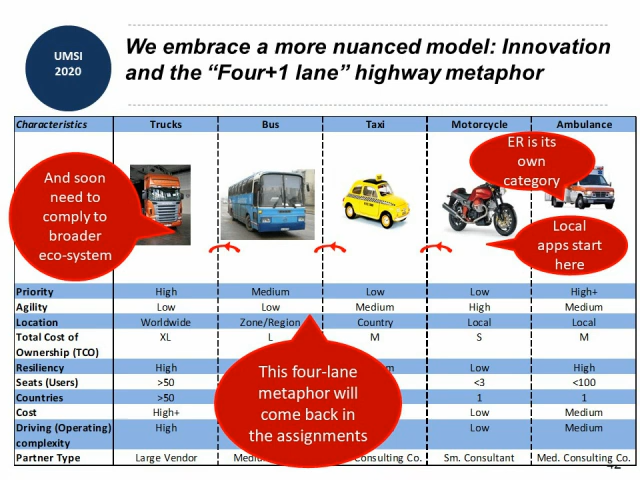 UMSI
2020
We embrace a more nuanced model: Innovation
and the “Four+1 lane” highway metaphor
Characteristics Trucks Bus Taxi Motorcycle Ambulance
And soon
need to
comply to
broader
eco-system
ER is its
own
category
Local
apps start
here
Priority High Medium Low Low High+
Agility Low Low Medium High Medium
Location Worldwide Zone/Region Country Local Local
Total Cost of
Ownership (TCO) XL L M S M
Resiliency High Low High
Seats (Users) >50 <3 <100
Countries >50 1 1
Cost High+ Low Medium
Driving (Operating)
complexity High Low Medium
Partner Type Large Vendor Consulting Co. Sm. Consultant Med. Consulting Co.
This four-lane
metaphor will
come back in
the assignments